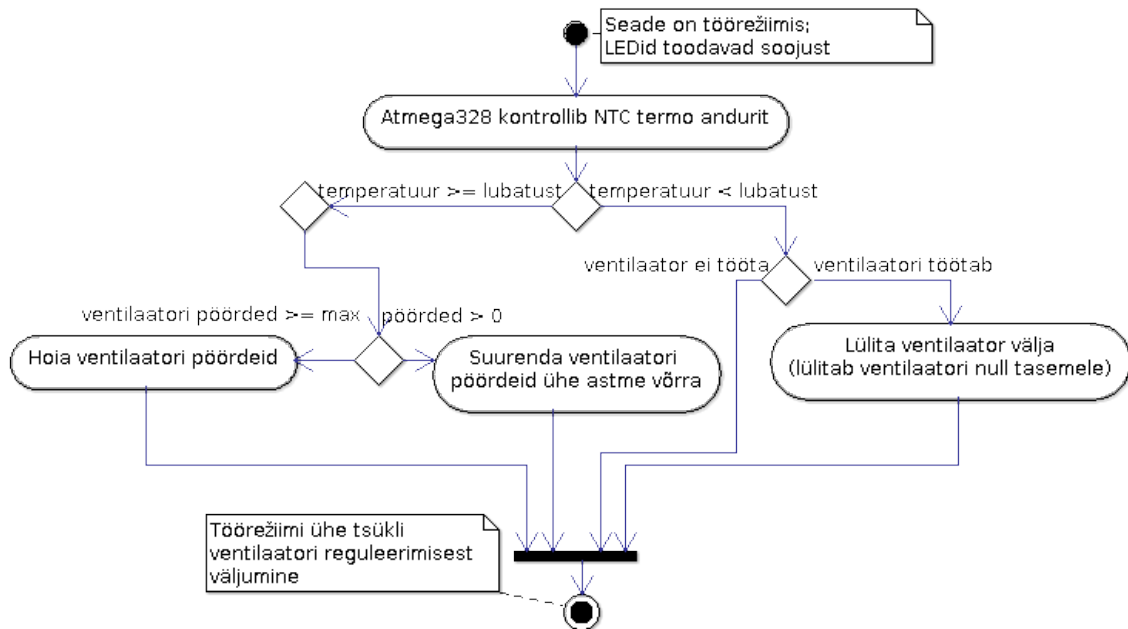 Seade on töörežiimis;
LEDid toodavad soojust
Atmega328 kontrollib NTC termo andurit
temperatuur >= lubatust
temperatuur < lubatust
ventilaator ei tööta
ventilaatori töötab
ventilaatori pöörded >= max
pöörded > 0
Hoia ventilaatori pöördeid
Suurenda ventilaatori
pöördeid ühe astme võrra
Lülita ventilaator välja
(lülitab ventilaatori null tasemele)
Töörežiimi ühe tsükli
ventilaatori reguleerimisest
väljumine